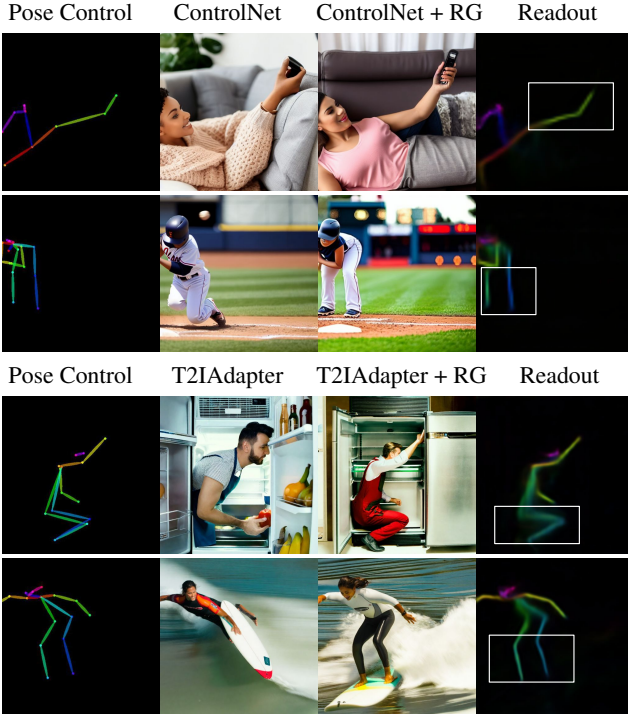 Pose Control ControlNet ControlNet + RG Readout
Pose Control T2IAdapter T2IAdapter + RG Readout